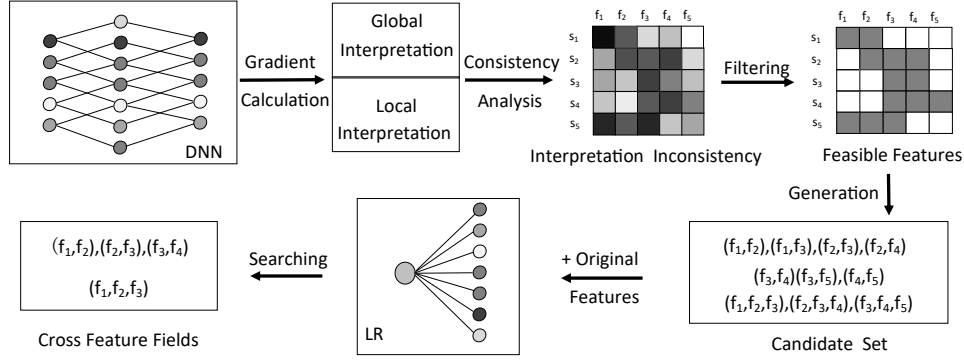 DNN
Gradient
Calculation
Global
Interpretation
Local
Interpretation
Consistency
Analysis
f1 f2 f3 f4 f5
s1
s2
s3
s4
s5
Interpretation Inconsistency
Filtering
f1 f2 f3 f4 f5
s1
s2
s3
s4
s5
Feasible Features
Generation
(f1,f2),(f1,f3),(f2,f3),(f2,f4)
(f3,f4)(f3,f5),(f4,f5)
(f1,f2,f3),(f2,f3,f4),(f3,f4,f5)
Candidate Set
+ Original
Features
LR
Searching
(f1,f2),(f2,f3),(f3,f4)
(f1,f2,f3)
Cross Feature Fields